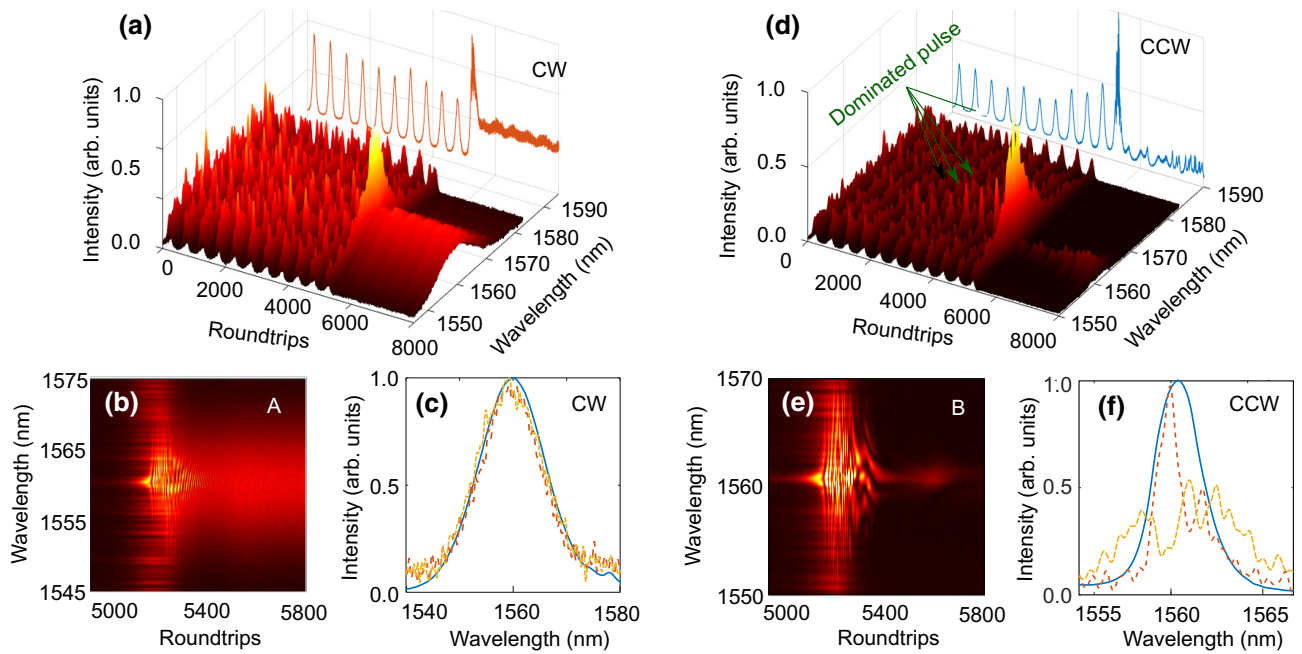 (a)
CW
Intensity (arb. units)
1.0
0.5
0.0
0
2000
4000
6000
8000
Roundtrips
1550
1560
1570
1580
1590
Wavelength (nm)
(d)
CCW
Dominated pulse
Intensity (arb. units)
1.0
0.5
0.0
0
2000
4000
6000
8000
Roundtrips
1550
1560
1570
1580
1590
Wavelength (nm)
(b)
A
Wavelength (nm)
1575
1565
1555
1545
5000 5400 5800
Roundtrips
(c)
CW
Intensity (arb. units)
1.0
0.5
0.0
1540 1560 1580
Wavelength (nm)
(e)
B
Wavelength (nm)
1570
1560
1550
5000 5400 5800
Roundtrips
(f)
CCW
Intensity (arb. units)
1.0
0.5
0.0
1555 1560 1565
Wavelength (nm)